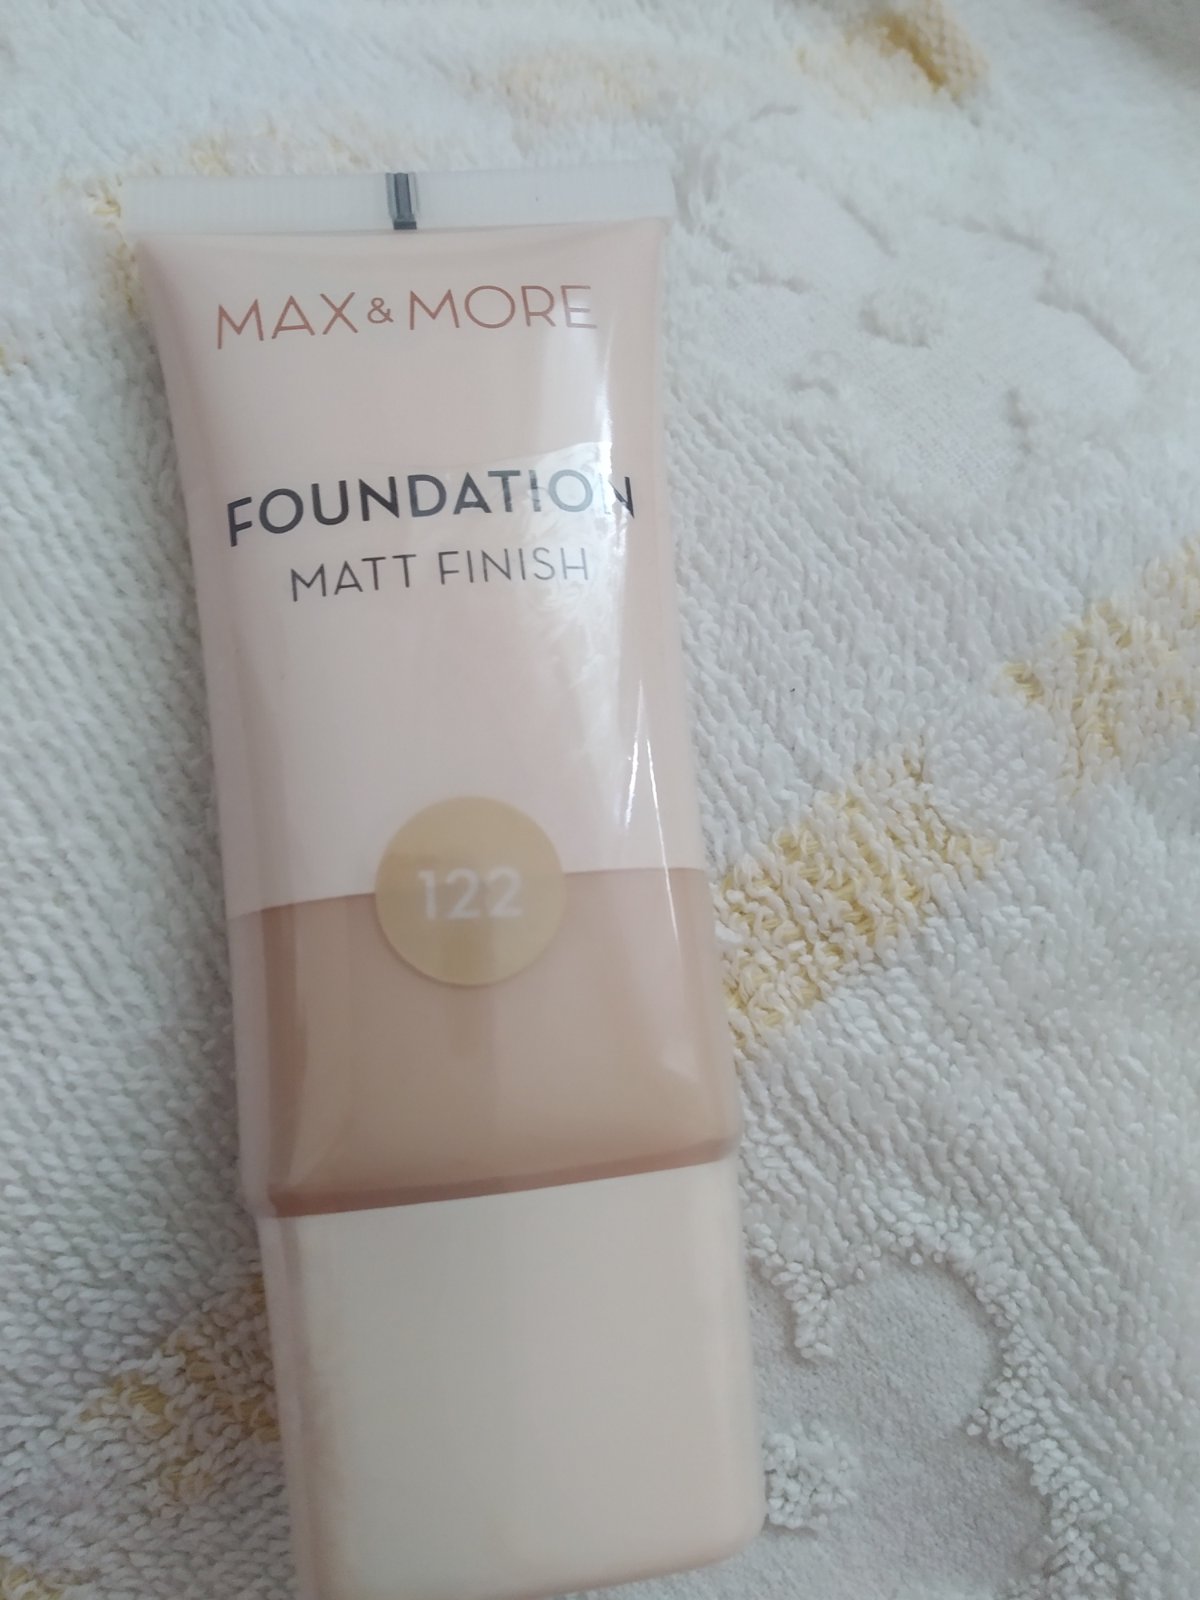 MAX & MORE
FOUNDATION
MATT FINISH
122